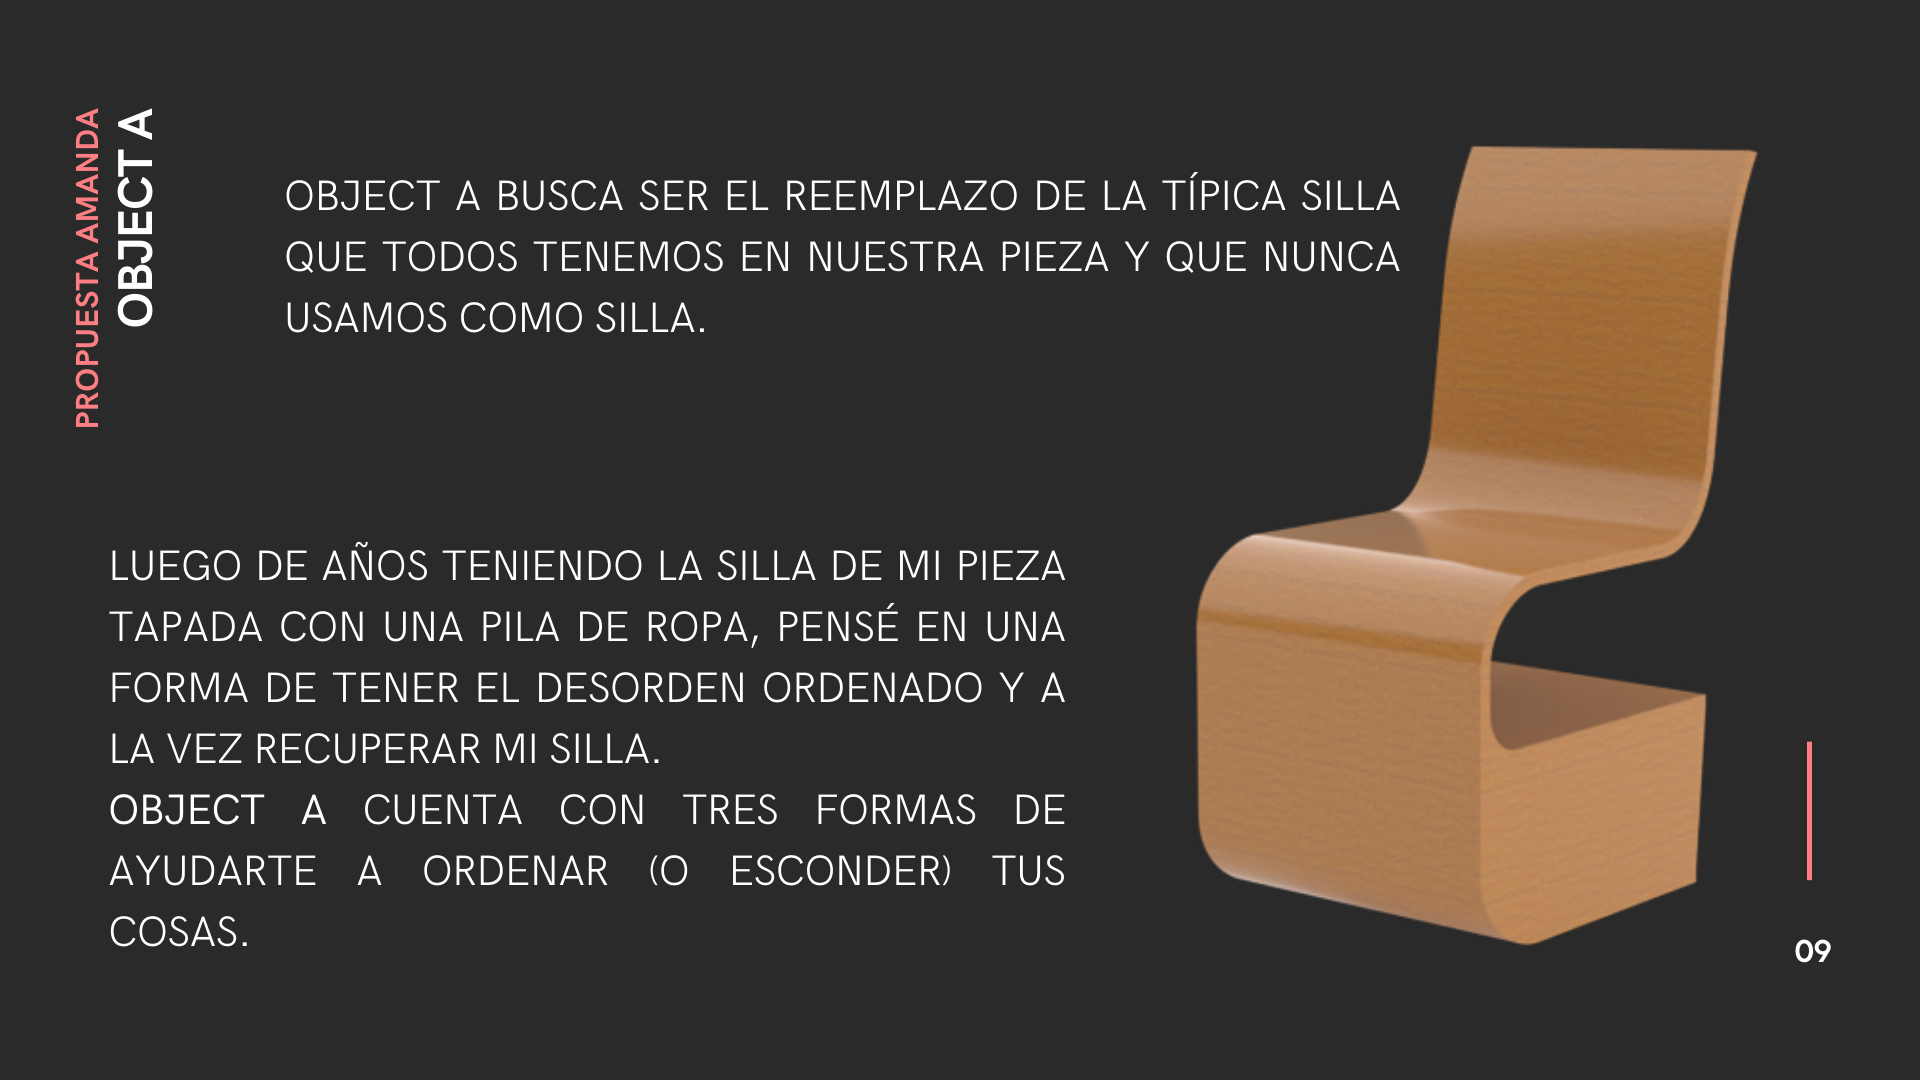 PROPUESTA AMANDA
OBJECT A
OBJECT A BUSCA SER EL REEMPLAZO DE LA TÍPICA SILLA
QUE TODOS TENEMOS EN NUESTRA PIEZA Y QUE NUNCA
USAMOS COMO SILLA.
LUEGO DE AÑOS TENIENDO LA SILLA DE MI PIEZA
TAPADA CON UNA PILA DE ROPA, PENSÉ EN UNA
FORMA DE TENER EL DESORDEN ORDENADO Y A
LA VEZ RECUPERAR MI SILLA.
OBJECT A CUENTA CON TRES FORMAS DE
AYUDARTE A ORDENAR (O ESCONDER) TUS
COSAS.
09